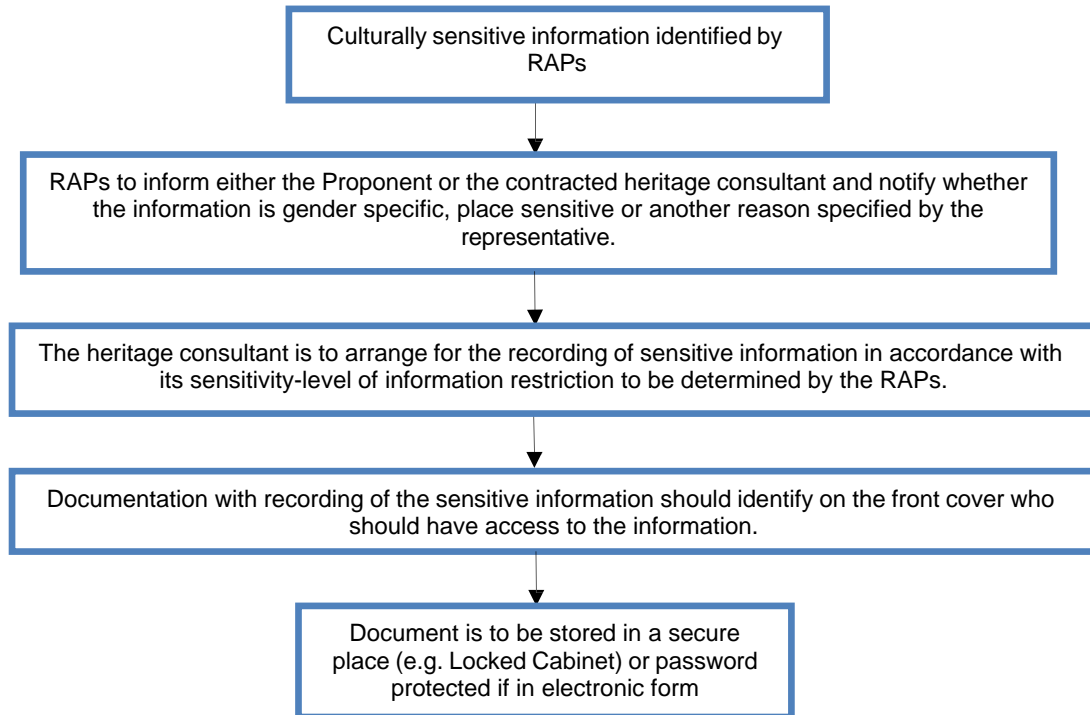 Culturally sensitive information identified by
RAPs
RAPs to inform either the Proponent or the contracted heritage consultant and notify whether
the information is gender specific, place sensitive or another reason specified by the
representative.
The heritage consultant is to arrange for the recording of sensitive information in accordance with
its sensitivity-level of information restriction to be determined by the RAPs.
Documentation with recording of the sensitive information should identify on the front cover who
should have access to the information.
Document is to be stored in a secure
place (e.g. Locked Cabinet) or password
protected if in electronic form